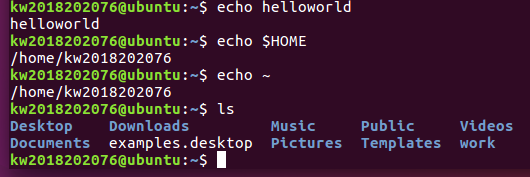 kw2018202076@ubuntu:~$ echo helloworld
helloworld
kw2018202076@ubuntu:~$ echo $HOME
/home/kw2018202076
kw2018202076@ubuntu:~$ echo ~
/home/kw2018202076
kw2018202076@ubuntu:~$ ls
Desktop    Downloads         Music     Public     Videos
Documents  examples.desktop  Pictures  Templates  work
kw2018202076@ubuntu:~$